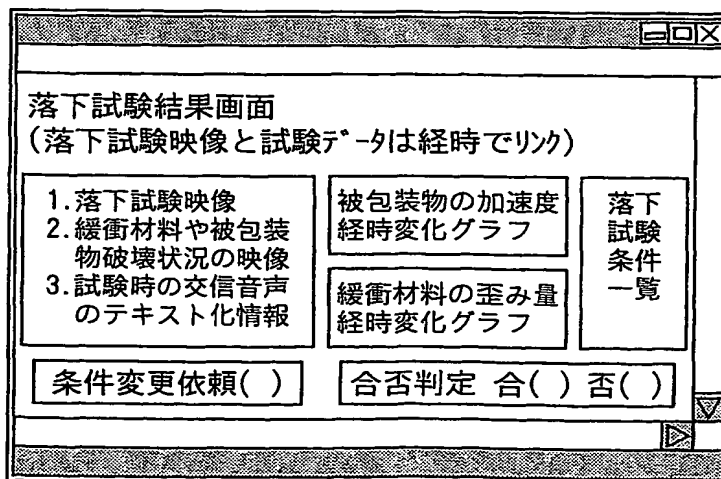 落下試験結果画面
(落下試験映像と試験ﾃﾞｰﾀは経時でﾘﾝｸ)
1.落下試験映像
2.緩衝材料や被包装
物破壊状況の映像
3.試験時の交信音声
のテキスト化情報
被包装物の加速度
経時変化グラフ
緩衝材料の歪み量
経時変化グラフ
落下
試験
条件
一覧
条件変更依頼( )
合否判定 合( ) 否( )